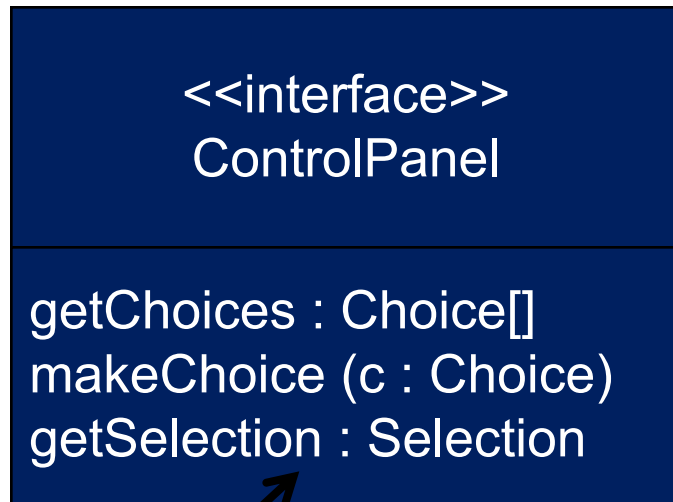 <<interface>>
ControlPanel
getChoices : Choice[]
makeChoice (c : Choice)
getSelection : Selection